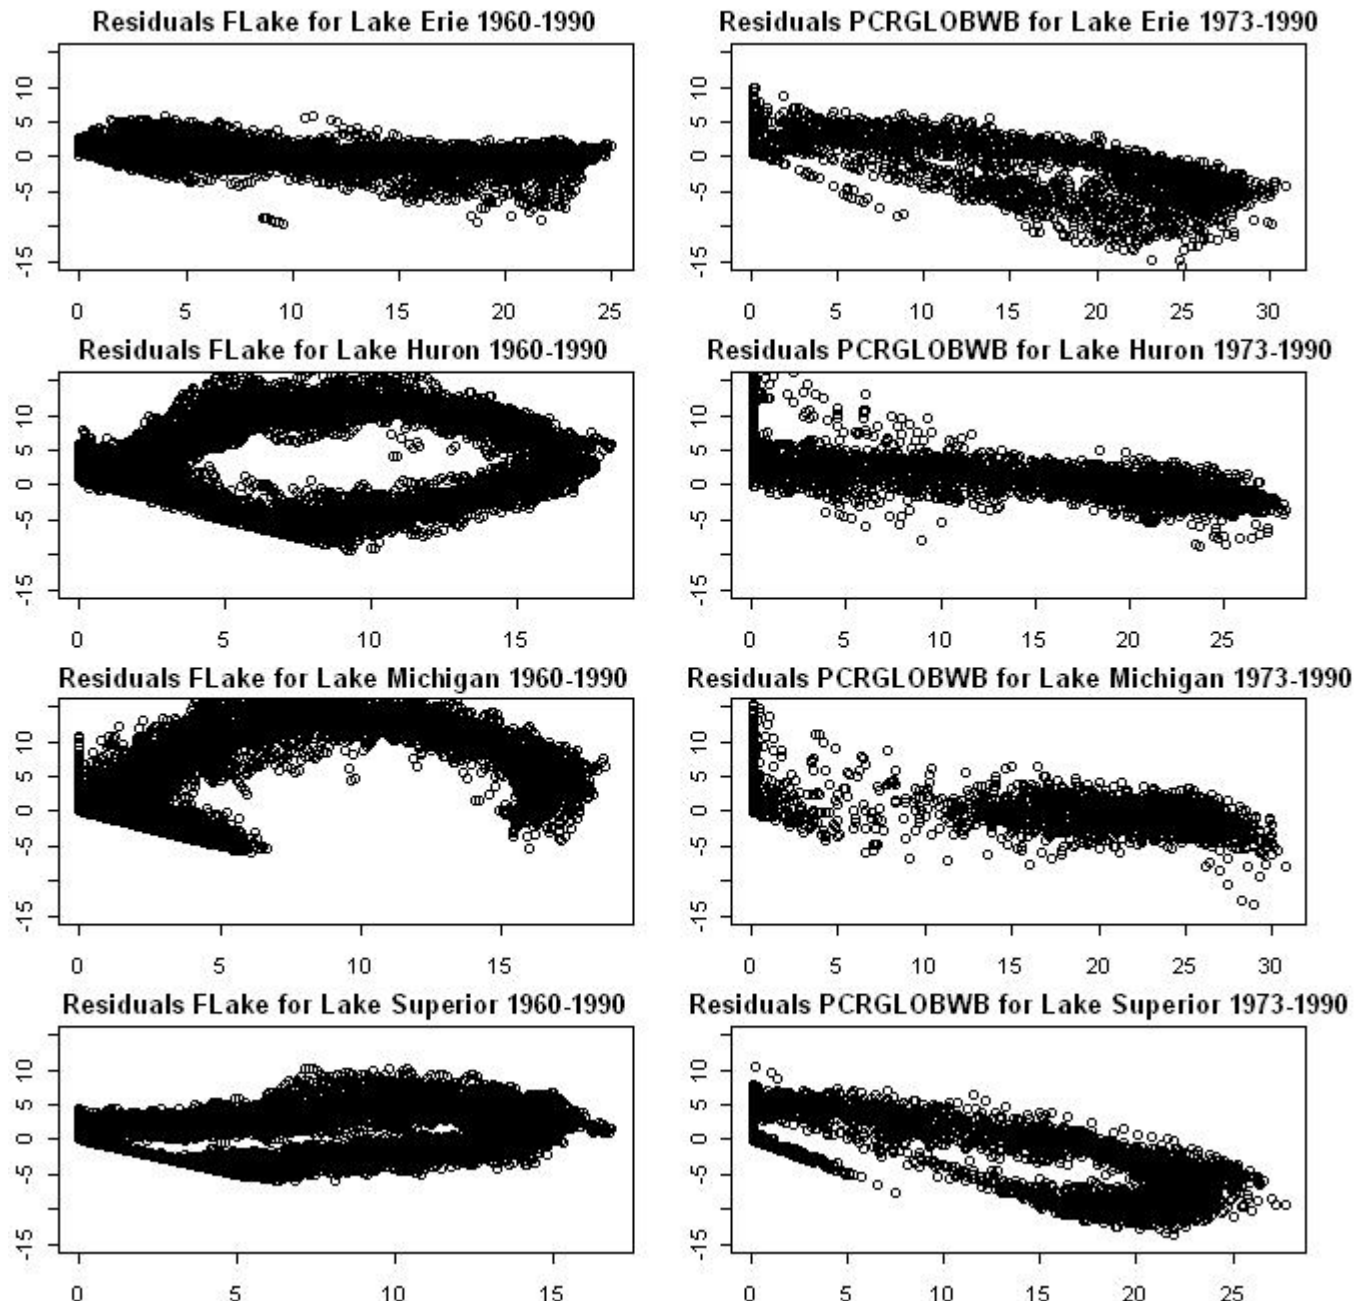 Residuals FLake for Lake Erie 1960-1990
10
5
0
-5
-15
0 5 10 15 20 25
Residuals PCRGLOBWB for Lake Erie 1973-1990
10
5
0
-5
-15
0 5 10 15 20 25 30
Residuals FLake for Lake Huron 1960-1990
10
5
0
-5
-15
0 5 10 15
Residuals PCRGLOBWB for Lake Huron 1973-1990
10
5
0
-5
-15
0 5 10 15 20 25
Residuals FLake for Lake Michigan 1960-1990
10
5
0
-5
-15
0 5 10 15
Residuals PCRGLOBWB for Lake Michigan 1973-1990
10
5
0
-5
-15
0 5 10 15 20 25 30
Residuals FLake for Lake Superior 1960-1990
10
5
0
-5
-15
0 5 10 15
Residuals PCRGLOBWB for Lake Superior 1973-1990
10
5
0
-5
-15
0 5 10 15 20 25